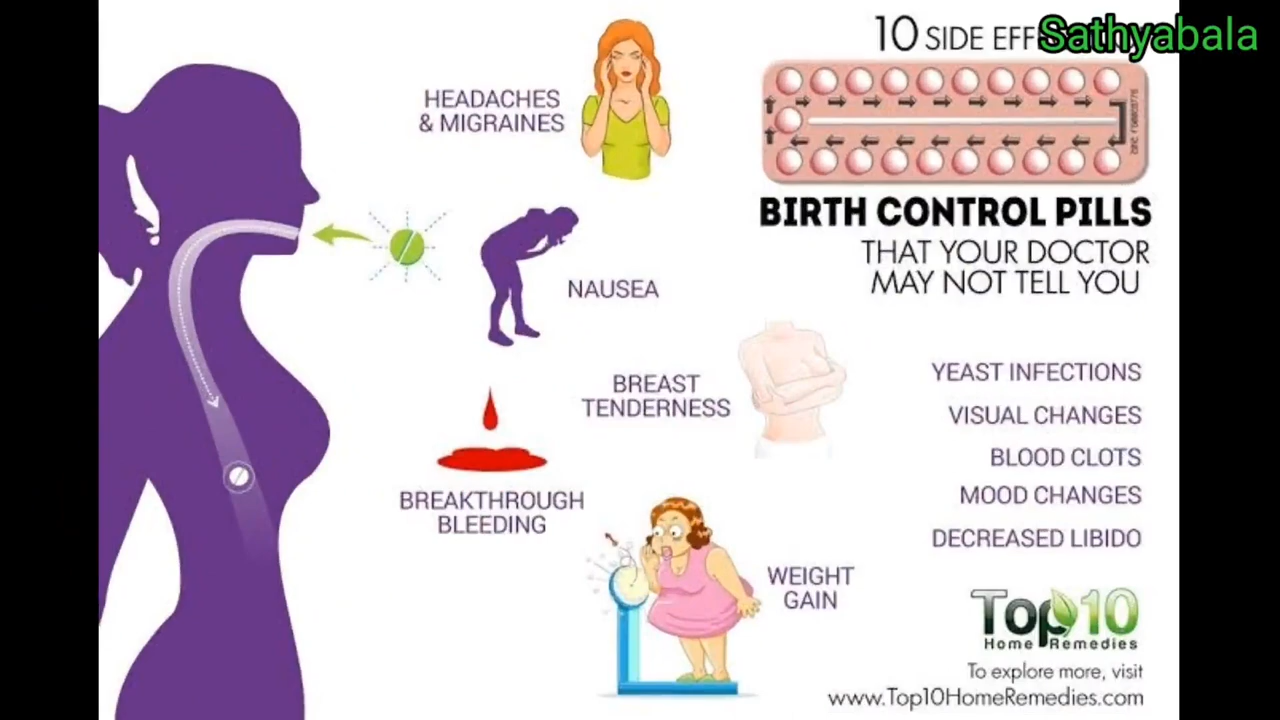 10 SIDE EFF
Sathyabala
BIRTH CONTROL PILLS
THAT YOUR DOCTOR
MAY NOT TELL YOU
HEADACHES
& MIGRAINES
NAUSEA
BREAST
TENDERNESS
BREAKTHROUGH
BLEEDING
WEIGHT
GAIN
YEAST INFECTIONS
VISUAL CHANGES
BLOOD CLOTS
MOOD CHANGES
DECREASED LIBIDO
Top10
Home Remedies
To explore more, visit
www.Top10HomeRemedies.com